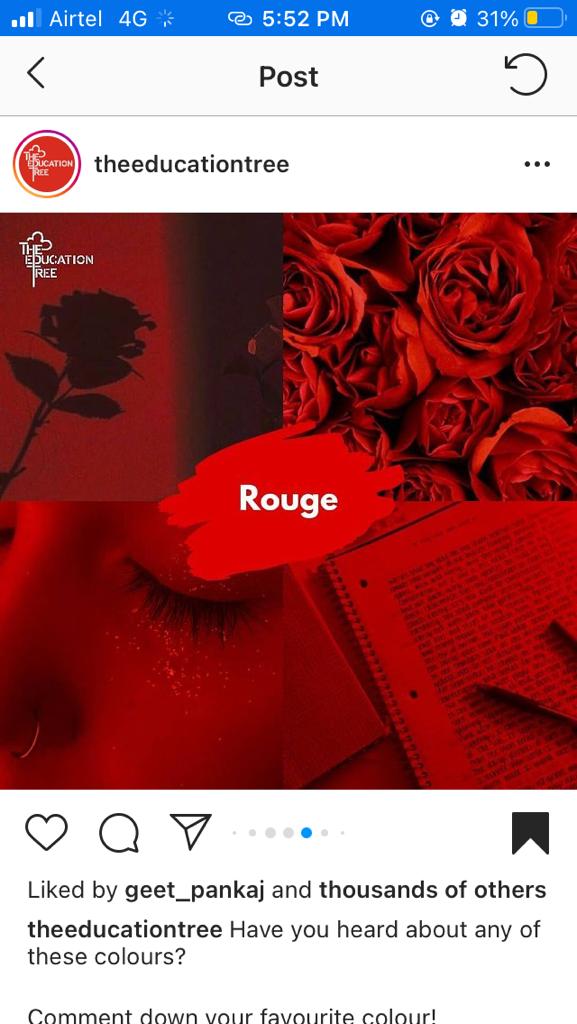 Airtel 4G 5:52 PM 31%
Post
THE EDUCATION TREE
theeducationtree
THE
EDUCATION
TREE
Rouge
Liked by geet_pankaj and thousands of others
theeducationtree Have you heard about any of
these colours?
Comment down your favourite colour!